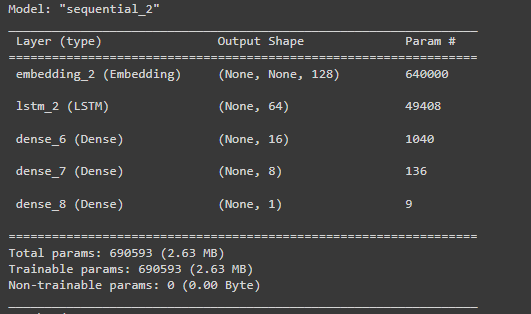 Model: "sequential_2"
_________________________________________________________________
Layer (type) Output Shape Param #
=================================================================
embedding_2 (Embedding) (None, None, 128) 640000
lstm_2 (LSTM) (None, 64) 49408
dense_6 (Dense) (None, 16) 1040
dense_7 (Dense) (None, 8) 136
dense_8 (Dense) (None, 1) 9
=================================================================
Total params: 690593 (2.63 MB)
Trainable params: 690593 (2.63 MB)
Non-trainable params: 0 (0.00 Byte)
_________________________________________________________________